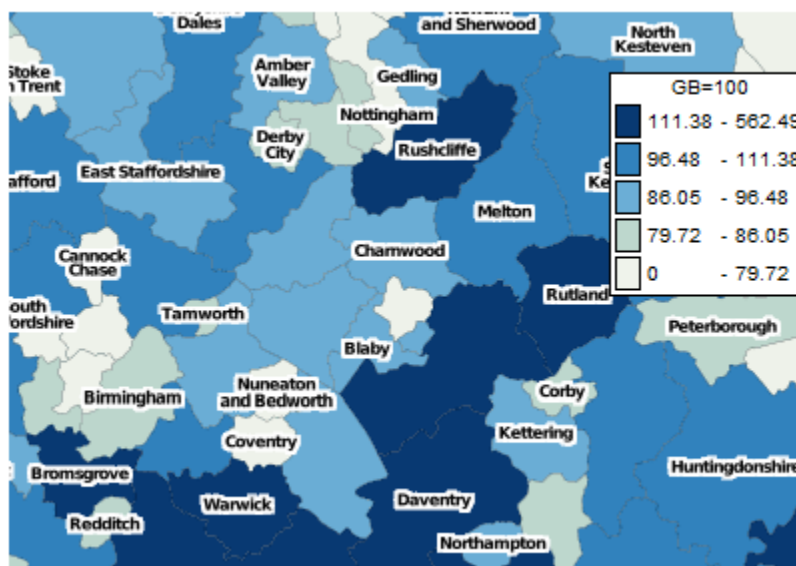 Dales
and Sherwood
North
Kesteven
Stoke
n Trent
Amber
Valley
Gedling
Nottingham
Derby
City
Rushcliffe
East Staffordshire
afford
Melton
Charnwood
Cannock
Chase
Rutland
South
fordshire
Tamworth
Blaby
Peterborough
Birmingham
Nuneaton
and Bedworth
Corby
Coventry
Kettering
Bromsgrove
Huntingdonshire
Warwick
Daventry
Redditch
Northampton
GB=100
111.38 - 562.49
96.48 - 111.38
86.05 - 96.48
79.72 - 86.05
0 - 79.72